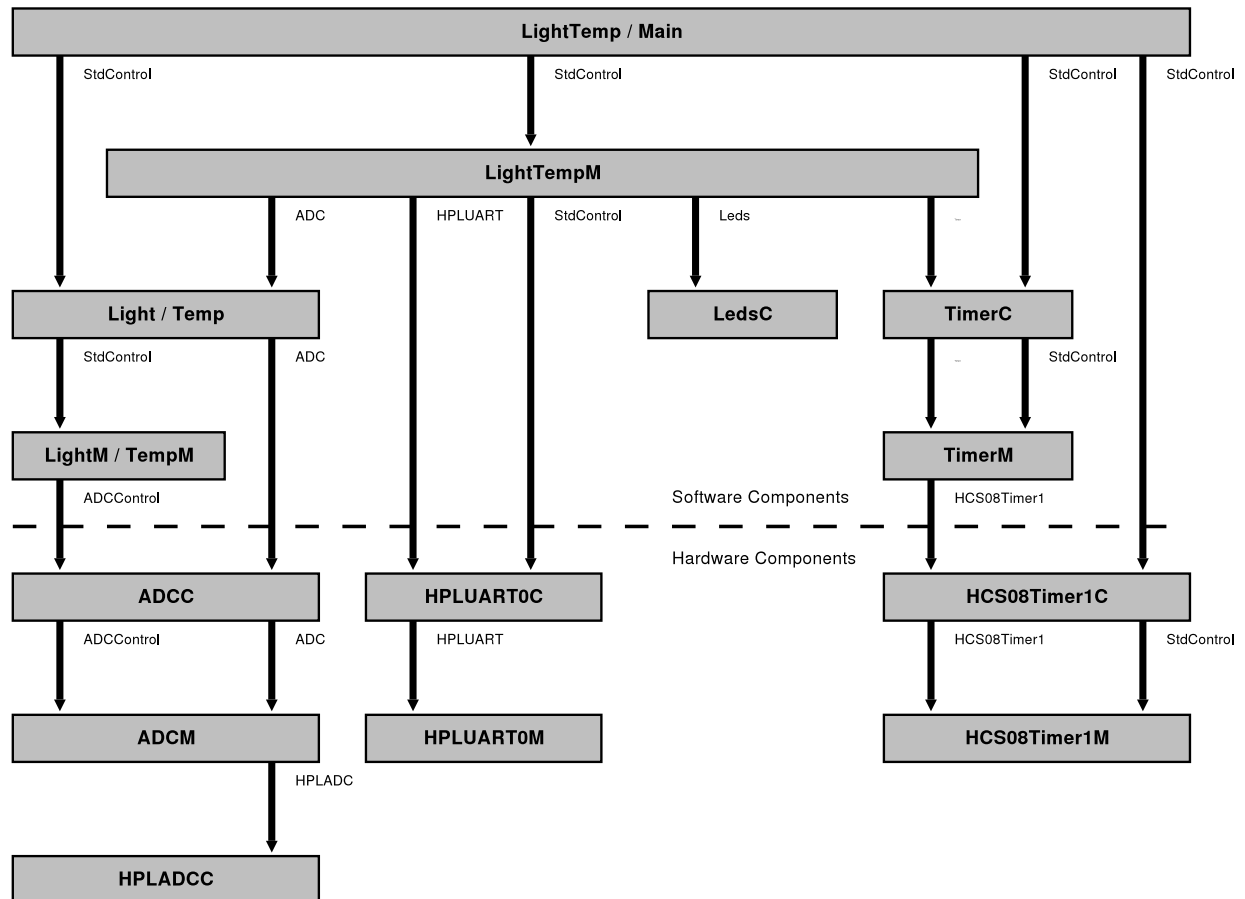 LightTemp / Main
StdControl
StdControl
StdControl
StdControl
LightTempM
ADC
HPLUART
StdControl
Leds
Light / Temp
LedsC
TimerC
StdControl
ADC
StdControl
LightM / TempM
TimerM
ADCControl
Software Components
HCS08Timer1
Hardware Components
ADCC
HPLUART0C
HCS08Timer1C
ADCControl
ADC
HPLUART
HCS08Timer1
StdControl
ADCM
HPLUART0M
HCS08Timer1M
HPLADC
HPLADCC